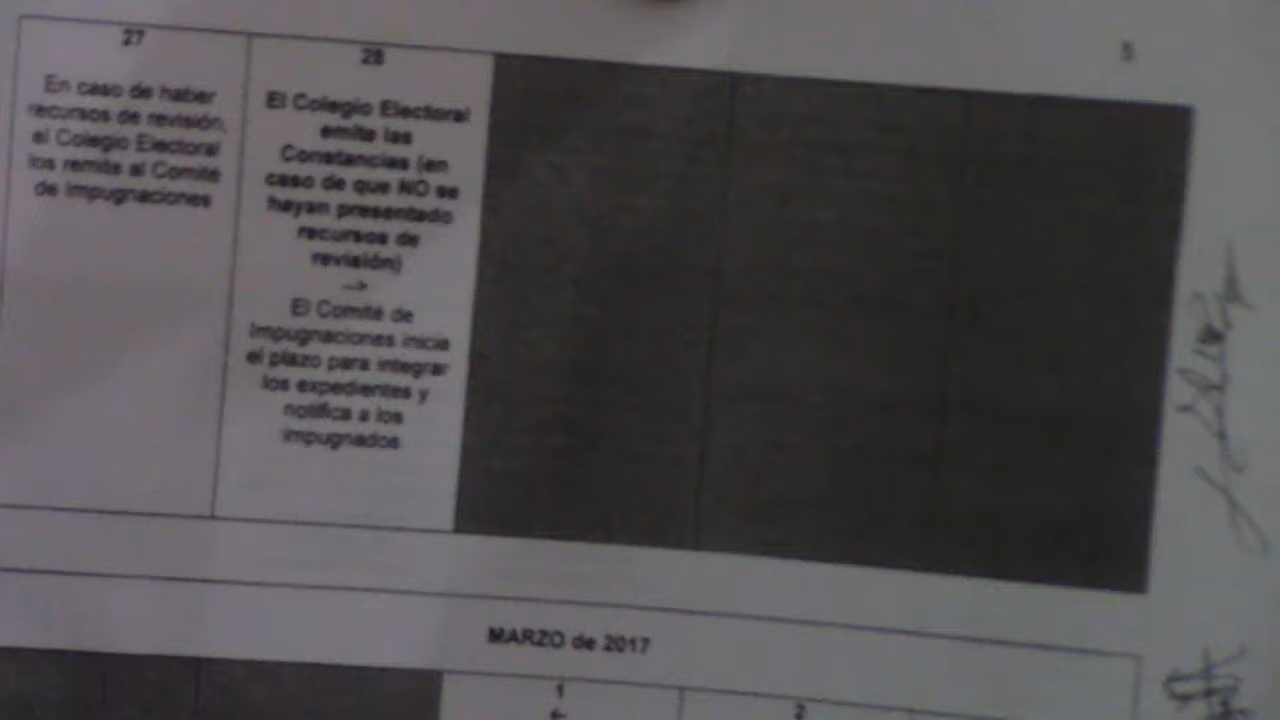 5
27
En caso de haber
recursos de revisión,
el Colegio Electoral
los remite al Comité
de Impugnaciones
28
El Colegio Electoral
emite las
Constancias (en
caso de que NO se
hayan presentado
recursos de
revisión)
-->
El Comité de
Impugnaciones inicia
el plazo para integrar
los expedientes y
notifica a los
impugnados
MARZO de 2017
1
←
2